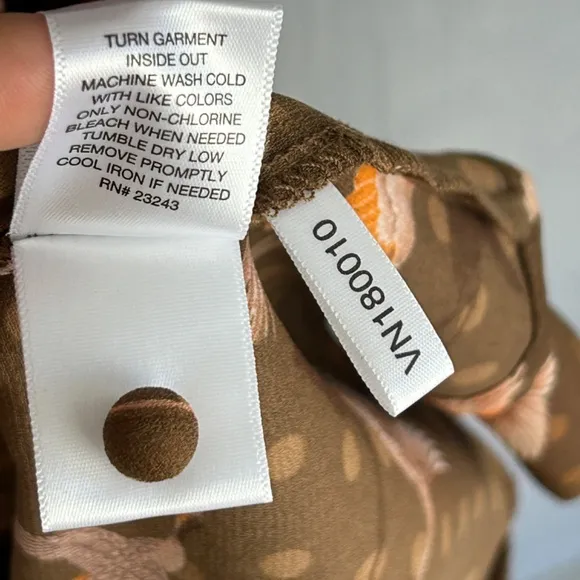 TURN GARMENT
INSIDE OUT
MACHINE WASH COLD
WITH LIKE COLORS
ONLY NON-CHLORINE
BLEACH WHEN NEEDED
TUMBLE DRY LOW
REMOVE PROMPTLY
COOL IRON IF NEEDED
RN# 23243
VN180010